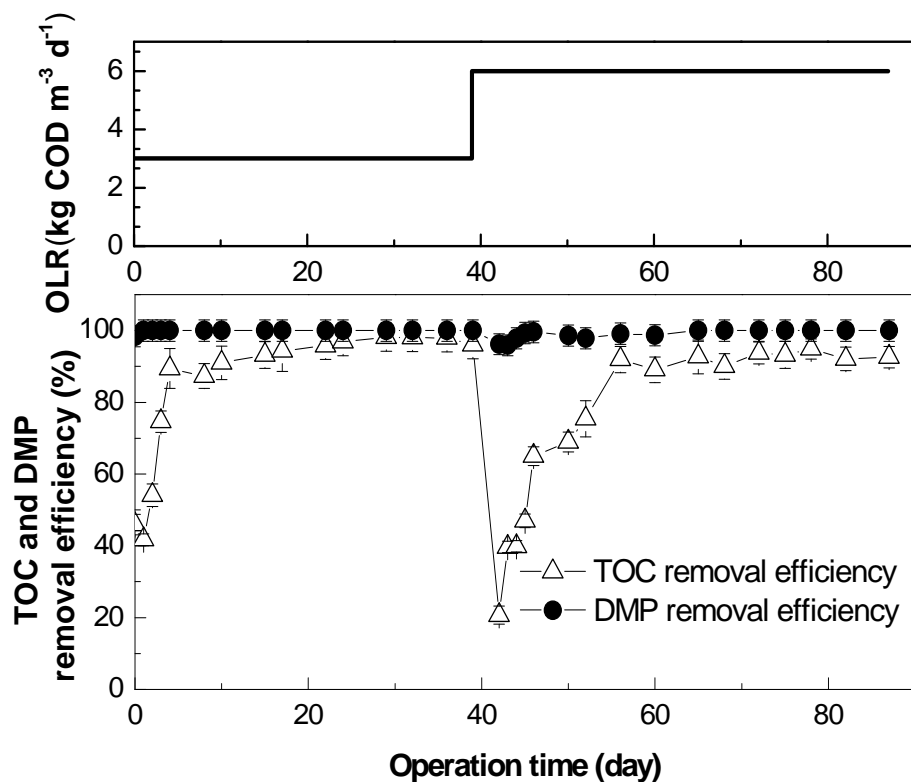 OLR(kg COD m⁻³ d⁻¹)
6
4
2
0
0 20 40 60 80
TOC and DMP
removal efficiency (%)
100
80
60
40
20
0
TOC removal efficiency
DMP removal efficiency
0 20 40 60 80
Operation time (day)